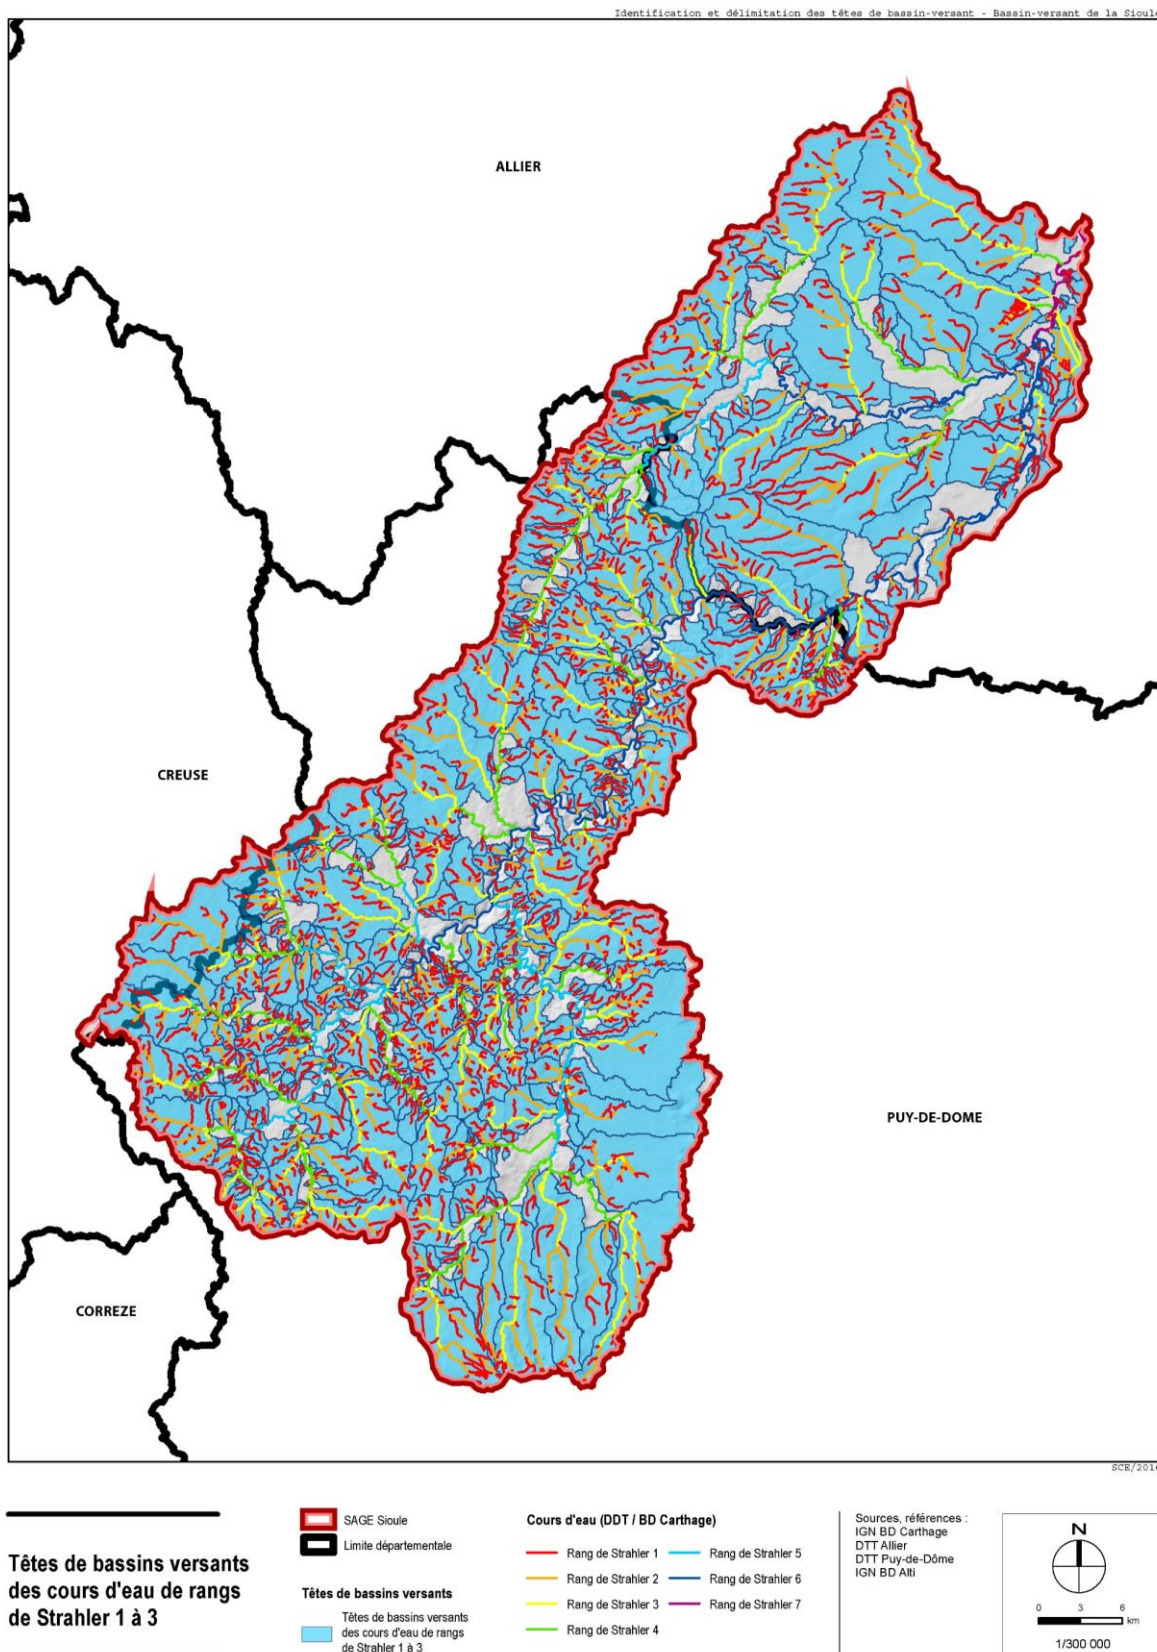 Identification et délimitation des têtes de bassin-versant - Bassin-versant de la Sioule
ALLIER
CREUSE
PUY-DE-DOME
CORREZE
SCE/2016
Têtes de bassins versants
des cours d'eau de rangs
de Strahler 1 à 3
SAGE Sioule
Limite départementale
Têtes de bassins versants
Têtes de bassins versants
des cours d'eau de rangs
de Strahler 1 à 3
Cours d'eau (DDT / BD Carthage)
Rang de Strahler 1
Rang de Strahler 2
Rang de Strahler 3
Rang de Strahler 4
Rang de Strahler 5
Rang de Strahler 6
Rang de Strahler 7
Sources, références :
IGN BD Carthage
DTT Allier
DTT Puy-de-Dôme
IGN BD Alti
N
0 3 6
km
1/300 000